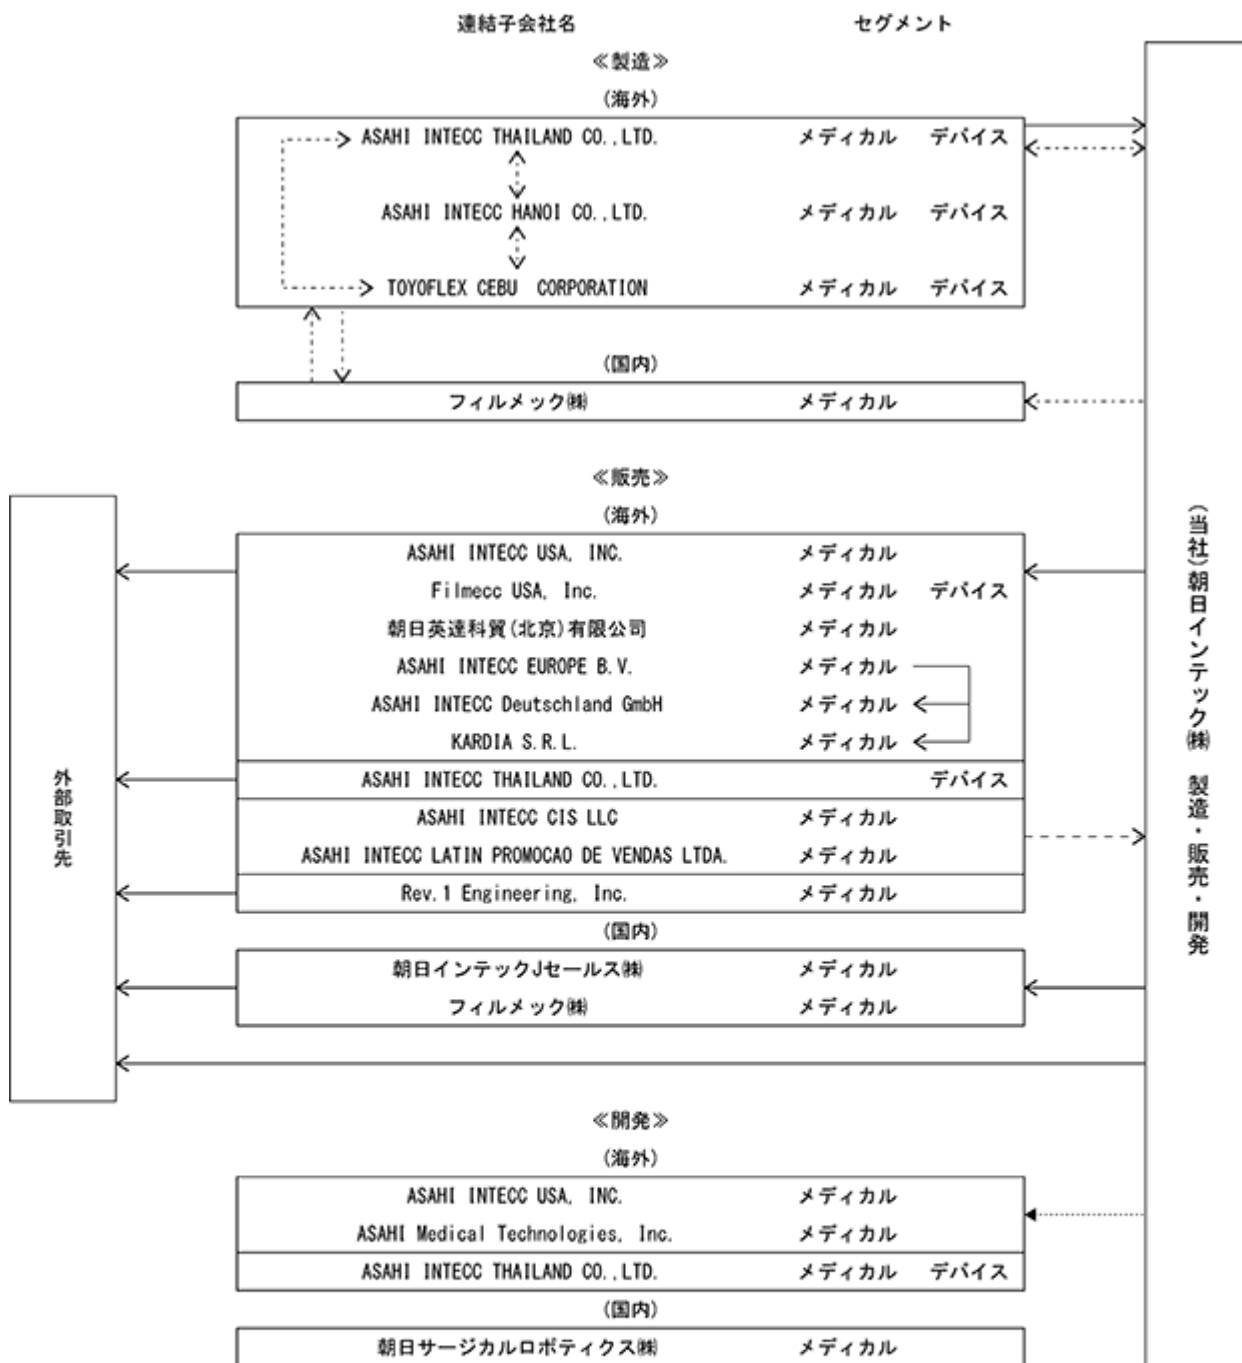 連結子会社名 セグメント
≪製造≫
(海外)
ASAHI INTECC THAILAND CO.,LTD. メディカル デバイス
ASAHI INTECC HANOI CO.,LTD. メディカル デバイス
TOYOFLEX CEBU CORPORATION メディカル デバイス
(国内)
フィルメック㈱ メディカル
≪販売≫
(海外)
ASAHI INTECC USA, INC. メディカル
Filmecc USA, Inc. メディカル デバイス
朝日英達科貿(北京)有限公司 メディカル
ASAHI INTECC EUROPE B.V. メディカル
ASAHI INTECC Deutschland GmbH メディカル
KARDIA S.R.L. メディカル
ASAHI INTECC THAILAND CO.,LTD. デバイス
ASAHI INTECC CIS LLC メディカル
ASAHI INTECC LATIN PROMOCAO DE VENDAS LTDA. メディカル
Rev.1 Engineering, Inc. メディカル
(国内)
朝日インテックJセールス㈱ メディカル
フィルメック㈱ メディカル
外部取引先
(当社)朝日インテック㈱ 製造・販売・開発
≪開発≫
(海外)
ASAHI INTECC USA, INC. メディカル
ASAHI Medical Technologies, Inc. メディカル
ASAHI INTECC THAILAND CO.,LTD. メディカル デバイス
(国内)
朝日サージカルロボティクス㈱ メディカル